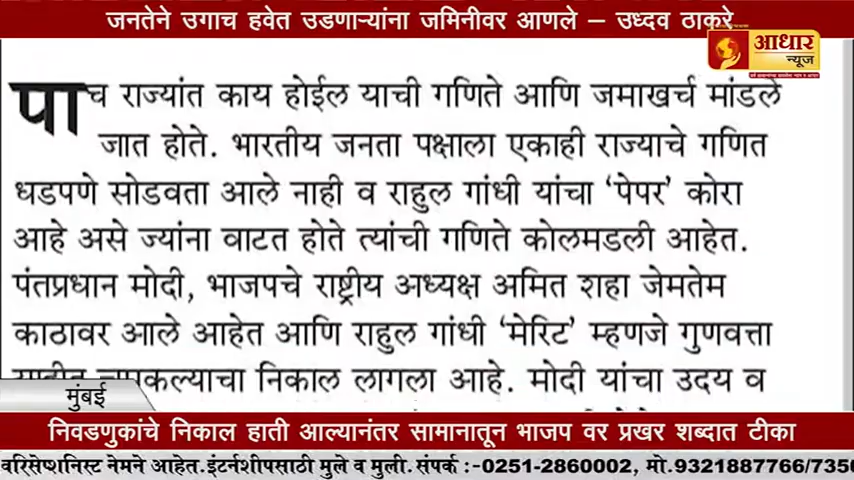 जनतेने उगाच हवेत उडणाऱ्यांना जमिनीवर आणले – उध्दव ठाकरे
आधार
न्यूज
पाच राज्यांत काय होईल याची गणिते आणि जमाखर्च मांडले
जात होते. भारतीय जनता पक्षाला एकाही राज्याचे गणित
धडपणे सोडवता आले नाही व राहुल गांधी यांचा ‘पेपर’ कोरा
आहे असे ज्यांना वाटत होते त्यांची गणिते कोलमडली आहेत.
पंतप्रधान मोदी, भाजपचे राष्ट्रीय अध्यक्ष अमित शहा जेमतेम
काठावर आले आहेत आणि राहुल गांधी ‘मेरिट’ म्हणजे गुणवत्ता
निकाल लागला आहे. मोदी यांचा उदय व
मुंबई
निवडणुकांचे निकाल हाती आल्यानंतर सामानातून भाजप वर प्रखर शब्दात टीका
वरिसेप्शनिस्ट नेमने आहेत.इंटर्नशीपसाठी मुले व मुली.संपर्क :-0251-2860002, मो.9321887766/7350